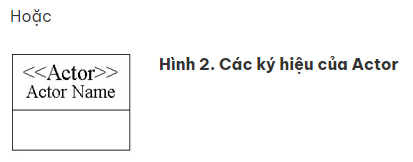 Hoặc
<<Actor>>
Actor Name
Hình 2. Các ký hiệu của Actor